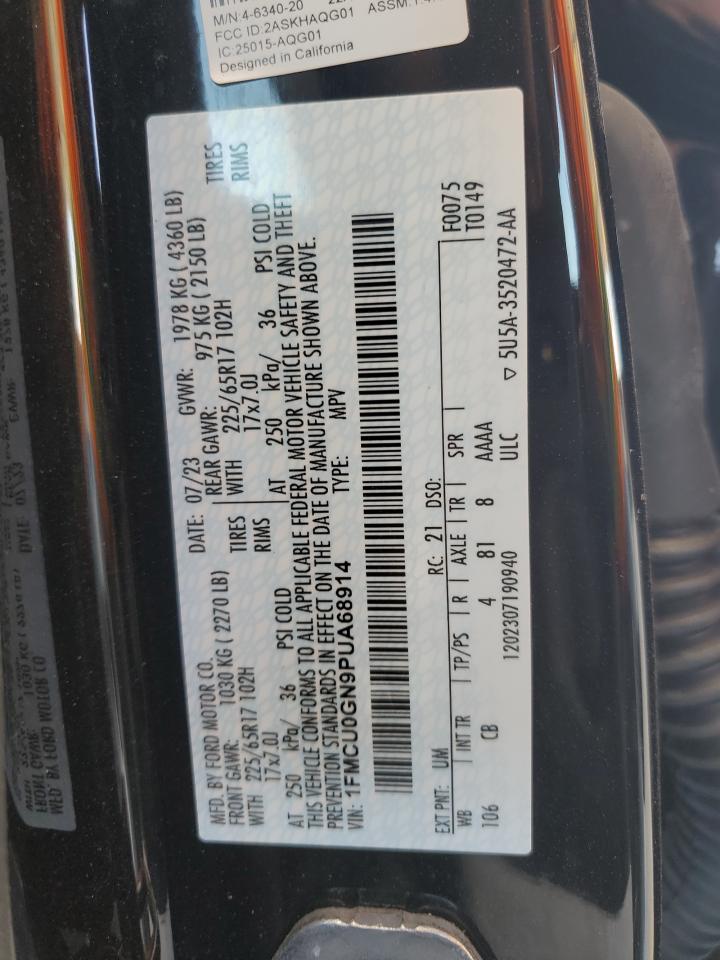 M/N:4-6340-20
FCC ID:2ASKHAQG01 ASSM.
IC:25015-AQG01
Designed in California
MFD. BY FORD MOTOR CO.
DATE: 07/23 GVWR: 1978 KG ( 4360 LB)
FRONT GAWR: 1030 KG ( 2270 LB) REAR GAWR: 975 KG ( 2150 LB)
WITH 225/65R17 102H TIRES WITH 225/65R17 102H TIRES
17x7.0J RIMS 17x7.0J RIMS
AT 250 kPa/ 36 PSI COLD AT 250 kPa/ 36 PSI COLD
THIS VEHICLE CONFORMS TO ALL APPLICABLE FEDERAL MOTOR VEHICLE SAFETY AND THEFT
PREVENTION STANDARDS IN EFFECT ON THE DATE OF MANUFACTURE SHOWN ABOVE.
VIN: 1FMCU0GN9PUA68914 TYPE: MPV
EXT PNT: UM RC: 21 DSO: F0075
WB INT TR TP/PS R AXLE TR SPR T0149
106 CB 4 81 8 AAAA
1202307190940 ULC ▽ 5U5A-3520472-AA